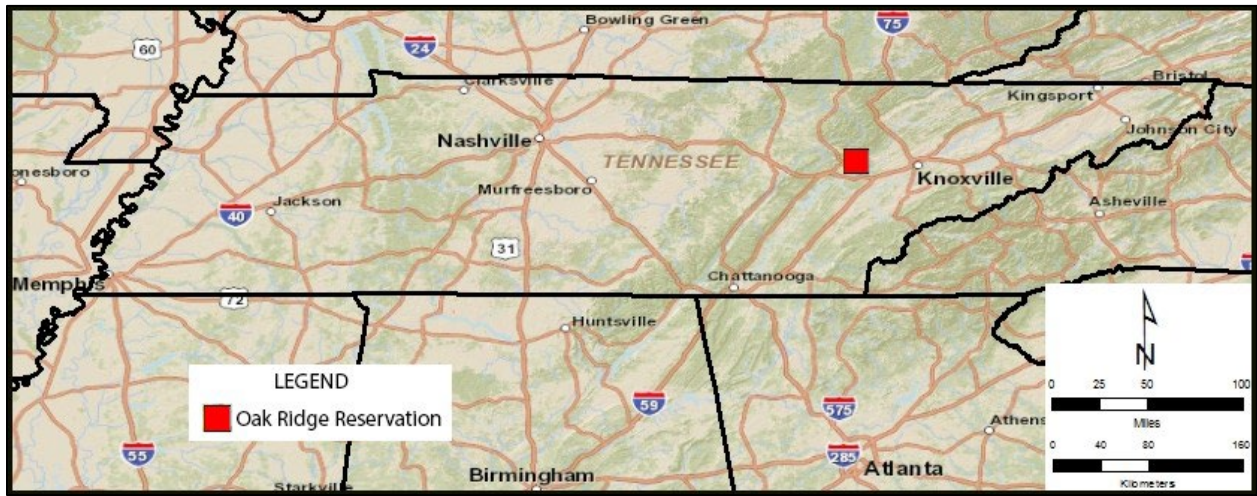 Bowling Green
75
60
24
Clarksville
Bristol
Kingsport
Nashville
Johnson City
TENNESSEE
onesboro
Murfreesboro
Knoxville
Jackson
40
Asheville
31
Memphis
Chattanooga
72
Huntsville
N
LEGEND
0 25 50 100
Miles
Oak Ridge Reservation
59
575
Athens
0 40 80 160
Kilometers
55
285
Atlanta
Birmingham
Starkville